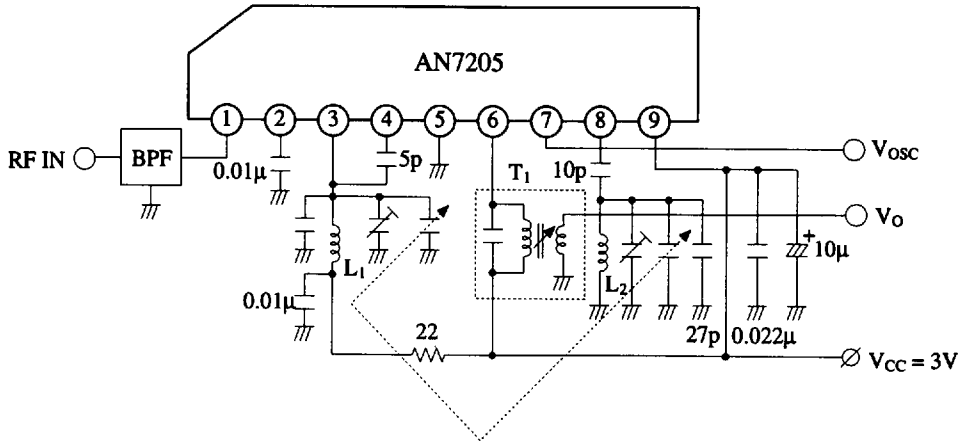 AN7205
1 2 3 4 5 6 7 8 9
RF IN
BPF
0.01μ
5p
T1
10p
VOSC
VO
L1
L2
+
10μ
0.01μ
27p
0.022μ
22
VCC = 3V